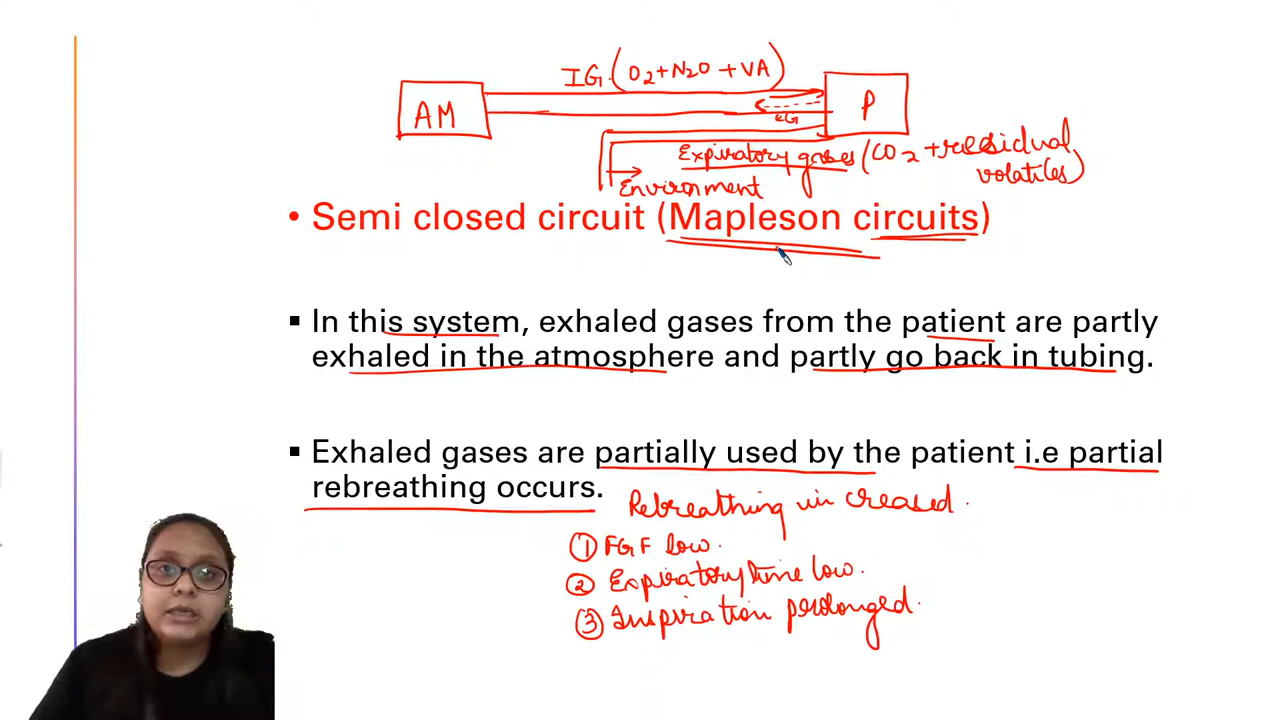 IG. (O2+N2O +VA)
AM
P
EG
Expiratory gases (CO2 + residual volatiles)
Environment
• Semi closed circuit (Mapleson circuits)
▪ In this system, exhaled gases from the patient are partly
exhaled in the atmosphere and partly go back in tubing.
▪ Exhaled gases are partially used by the patient i.e partial
rebreathing occurs.
Rebreathing increased.
① FGF low.
② Expiratory time low.
③ Inspiration prolonged.